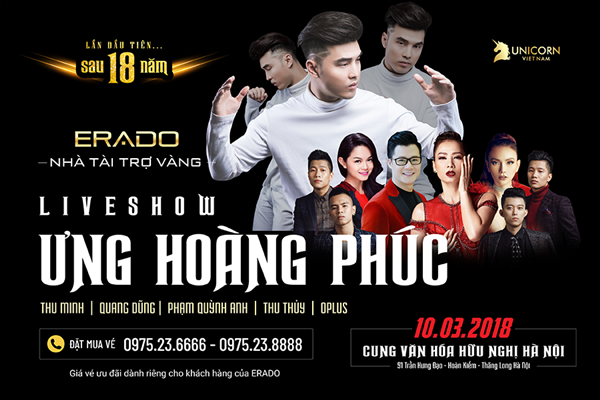 LẦN ĐẦU TIÊN...
sau 18 năm
UNICORN
VIET NAM
ERADO
NHÀ TÀI TRỢ VÀNG
LIVESHOW
ƯNG HOÀNG PHÚC
THU MINH | QUANG DŨNG | PHẠM QUỲNH ANH | THU THỦY | OPLUS
ĐẶT MUA VÉ 0975.23.6666 - 0975.23.8888
Giá vé ưu đãi dành riêng cho khách hàng của ERADO
10.03.2018
CUNG VĂN HÓA HỮU NGHỊ HÀ NỘI
91 Trần Hưng Đạo - Hoàn Kiếm - Thăng Long Hà Nội